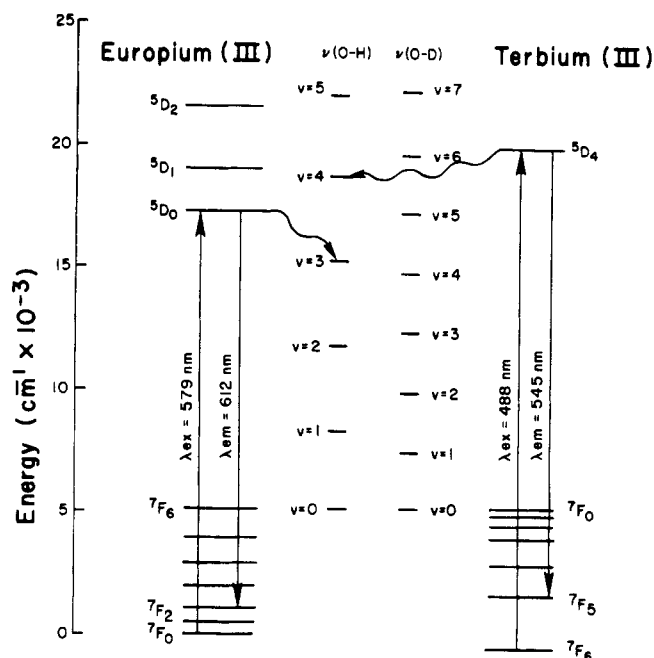 Europium (III)
ν(O-H)
ν(O-D)
Terbium (III)
Energy (cm̄¹ × 10⁻³)
25
20
15
10
5
0
⁵D₂
⁵D₁
⁵D₀
⁷F₆
⁷F₂
⁷F₀
λex = 579 nm
λem = 612 nm
v=5
v=4
v=3
v=2
v=1
v=0
v=7
v=6
v=5
v=4
v=3
v=2
v=1
v=0
λex = 488 nm
λem = 545 nm
⁵D₄
⁷F₀
⁷F₅
⁷F₆